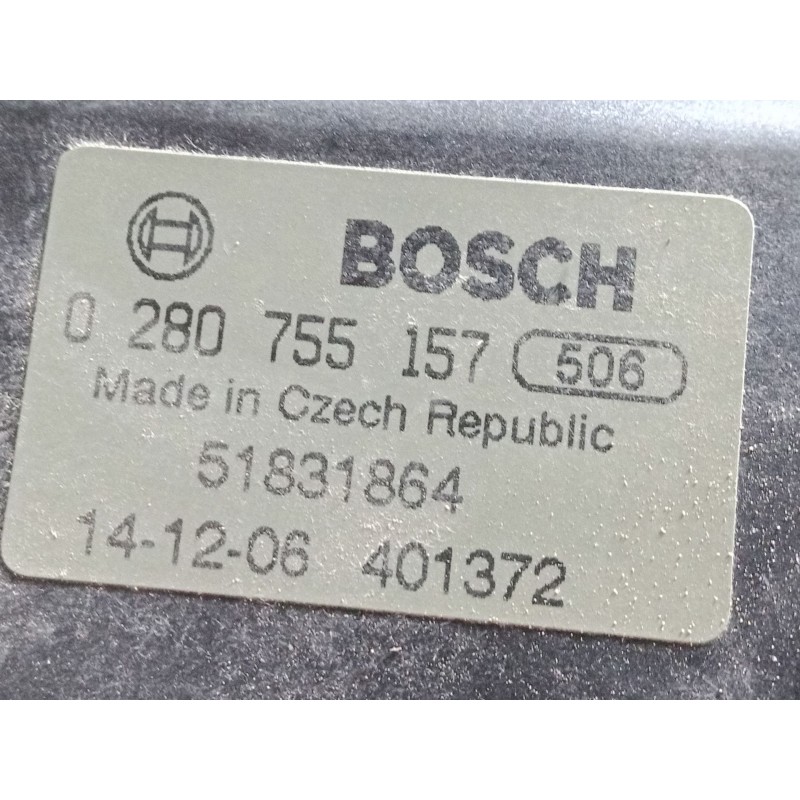 BOSCH
0 280 755 157 506
Made in Czech Republic
51831864
14-12-06 401372